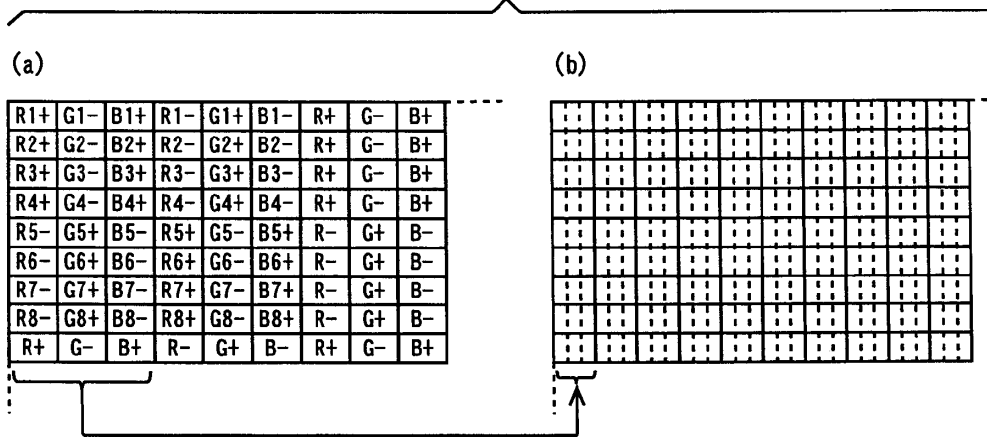 (a) (b)
R1+ G1- B1+ R1- G1+ B1- R+ G- B+
R2+ G2- B2+ R2- G2+ B2- R+ G- B+
R3+ G3- B3+ R3- G3+ B3- R+ G- B+
R4+ G4- B4+ R4- G4+ B4- R+ G- B+
R5- G5+ B5- R5+ G5- B5+ R- G+ B-
R6- G6+ B6- R6+ G6- B6+ R- G+ B-
R7- G7+ B7- R7+ G7- B7+ R- G+ B-
R8- G8+ B8- R8+ G8- B8+ R- G+ B-
R+ G- B+ R- G+ B- R+ G- B+